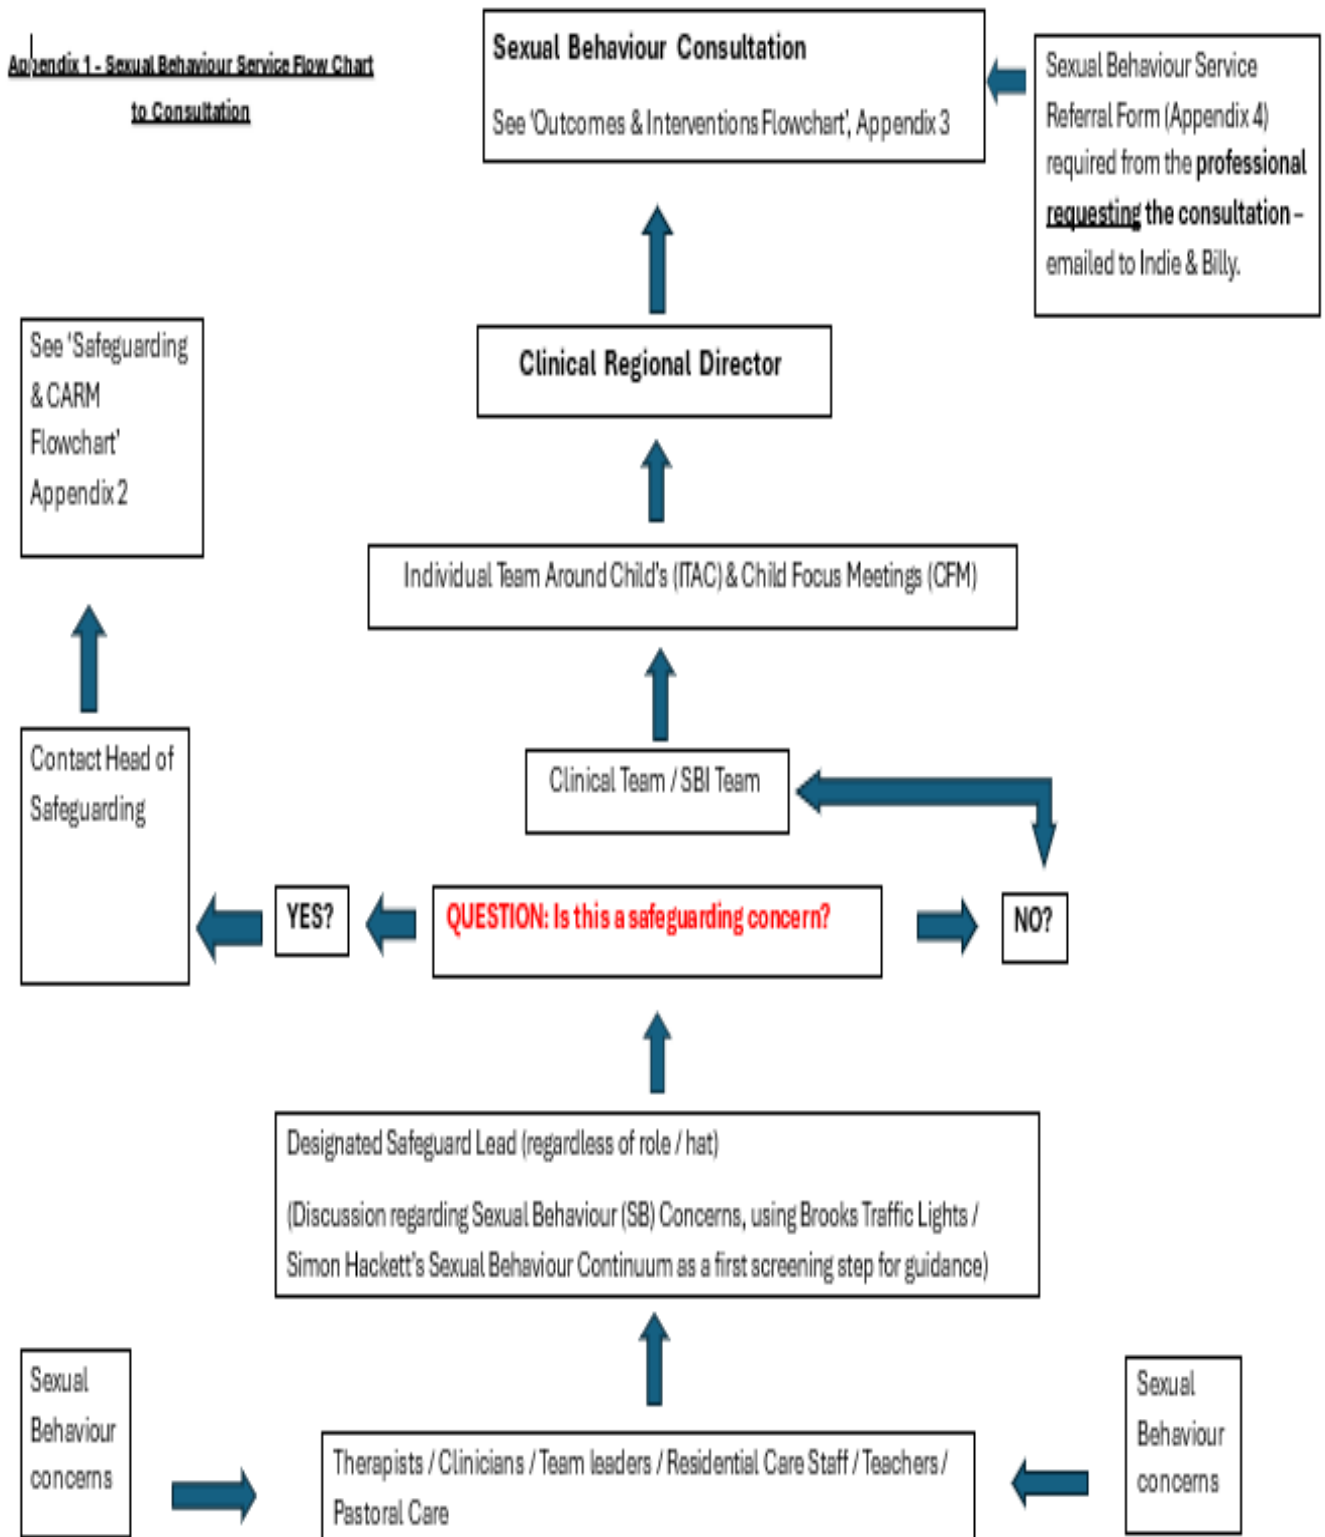 Appendix 1 - Sexual Behaviour Service Flow Chart
to Consultation
Sexual Behaviour Consultation
See 'Outcomes & Interventions Flowchart', Appendix 3
Sexual Behaviour Service
Referral Form (Appendix 4)
required from the professional
requesting the consultation –
emailed to Indie & Billy.
See 'Safeguarding
& CARM
Flowchart'
Appendix 2
Clinical Regional Director
Individual Team Around Child's (ITAC) & Child Focus Meetings (CFM)
Contact Head of
Safeguarding
Clinical Team / SBI Team
YES?
QUESTION: Is this a safeguarding concern?
NO?
Designated Safeguard Lead (regardless of role / hat)
(Discussion regarding Sexual Behaviour (SB) Concerns, using Brooks Traffic Lights /
Simon Hackett's Sexual Behaviour Continuum as a first screening step for guidance)
Sexual
Behaviour
concerns
Therapists / Clinicians / Team leaders / Residential Care Staff / Teachers /
Pastoral Care
Sexual
Behaviour
concerns